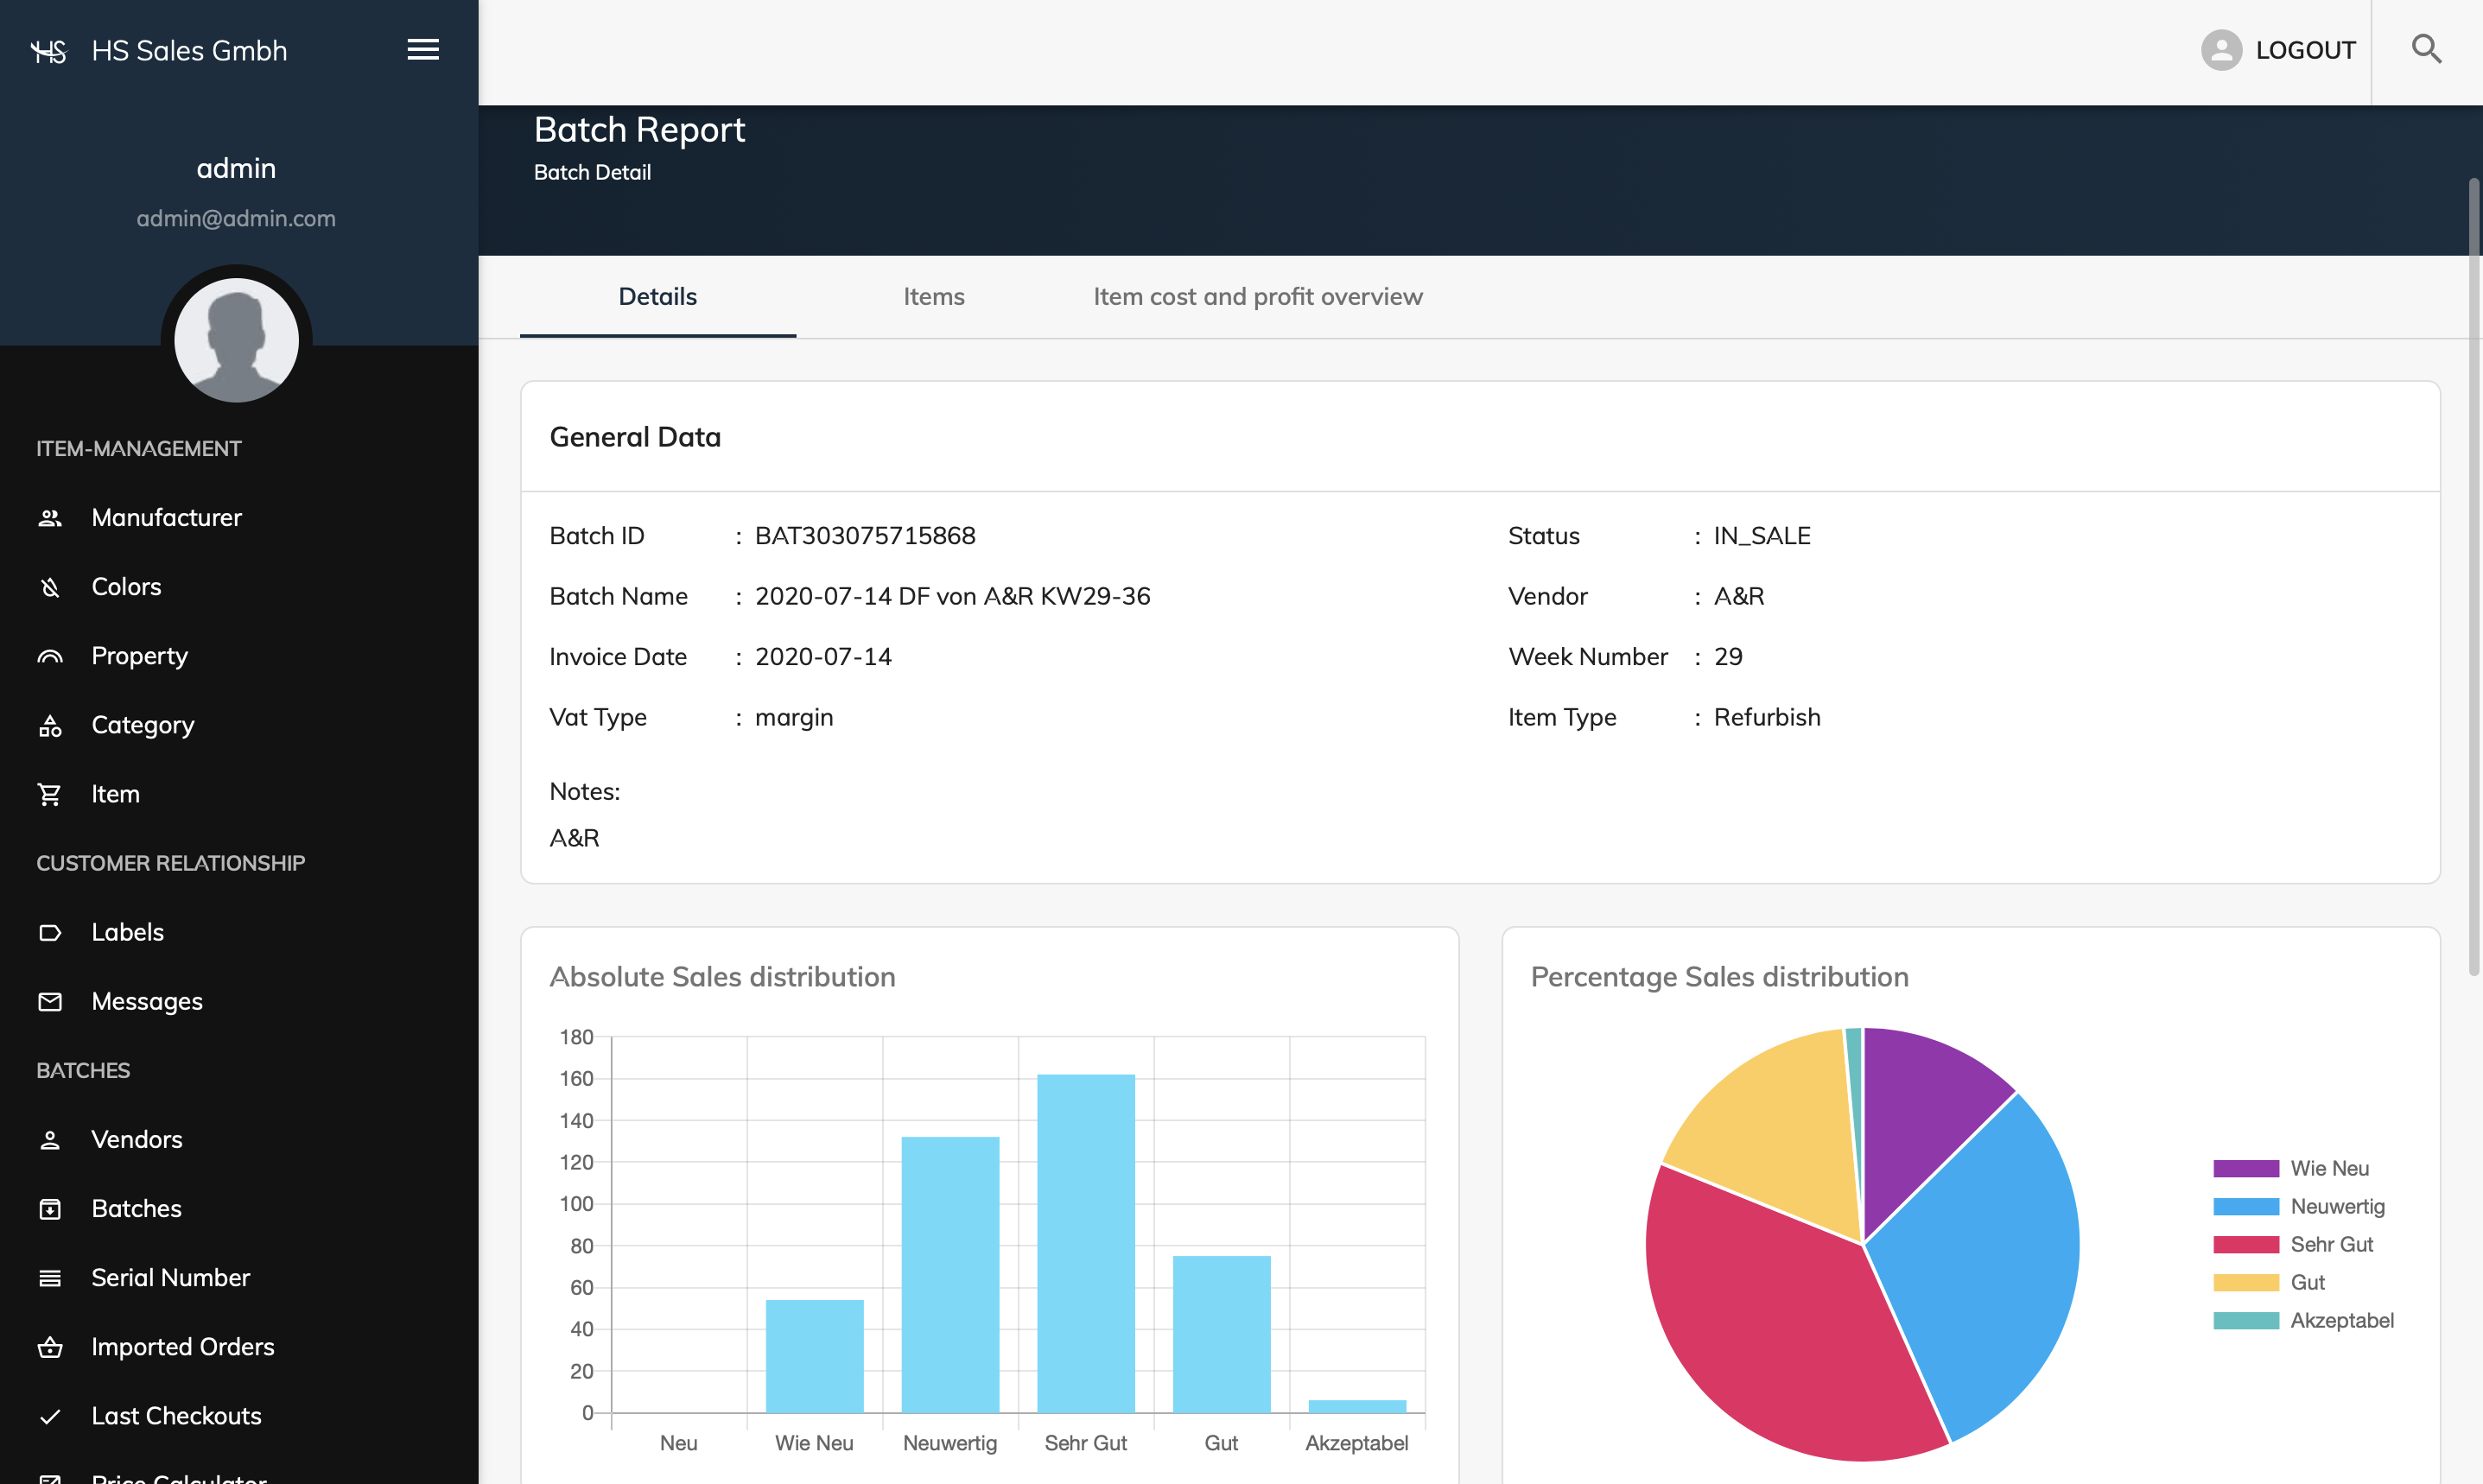 HS HS Sales Gmbh
LOGOUT
admin
admin@admin.com
ITEM-MANAGEMENT
Manufacturer
Colors
Property
Category
Item
CUSTOMER RELATIONSHIP
Labels
Messages
BATCHES
Vendors
Batches
Serial Number
Imported Orders
Last Checkouts
Price Calculator
Batch Report
Batch Detail
Details Items Item cost and profit overview
General Data
Batch ID : BAT303075715868
Batch Name : 2020-07-14 DF von A&R KW29-36
Invoice Date : 2020-07-14
Vat Type : margin
Status : IN_SALE
Vendor : A&R
Week Number : 29
Item Type : Refurbish
Notes:
A&R
Absolute Sales distribution
180
160
140
120
100
80
60
40
20
0
Neu Wie Neu Neuwertig Sehr Gut Gut Akzeptabel
Percentage Sales distribution
Wie Neu
Neuwertig
Sehr Gut
Gut
Akzeptabel